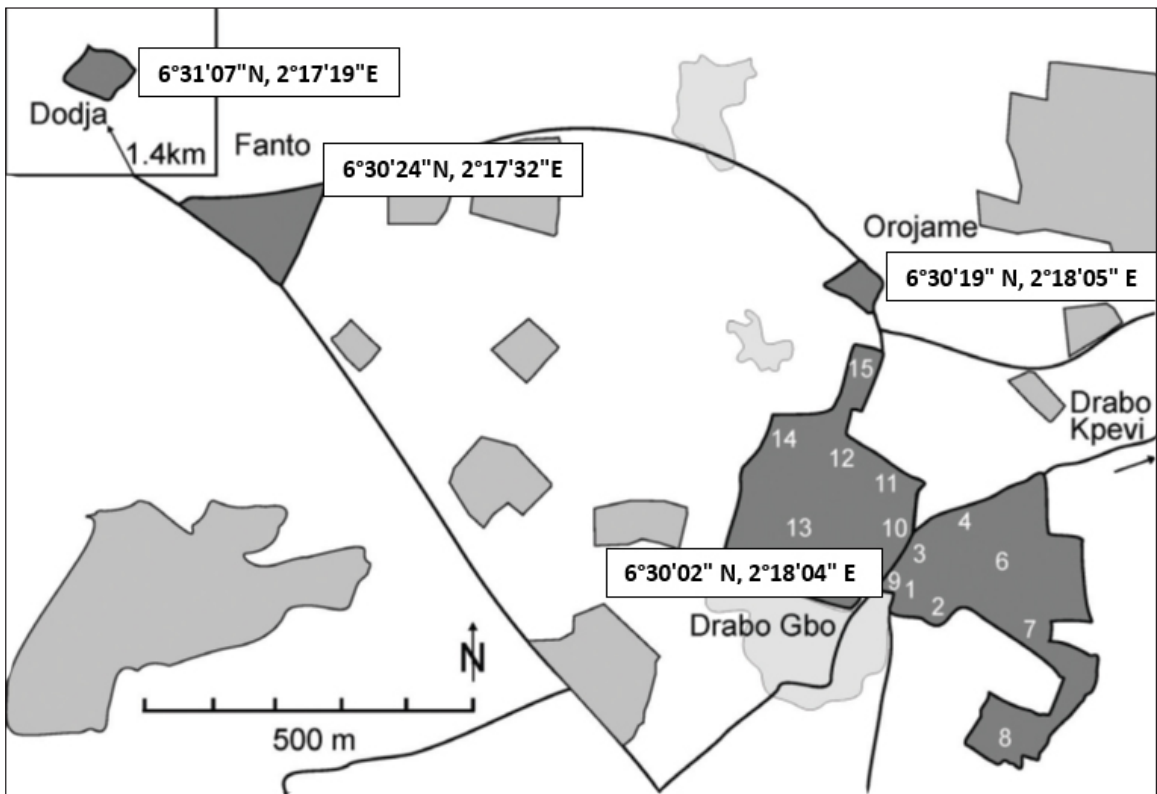 6°31'07"N, 2°17'19"E
Dodja
1.4km
Fanto
6°30'24"N, 2°17'32"E
Orojame
6°30'19" N, 2°18'05" E
15
Drabo
Kpevi
14
12
11
13
10
4
3
6
6°30'02" N, 2°18'04" E
9
1
2
Drabo Gbo
7
N
500 m
8